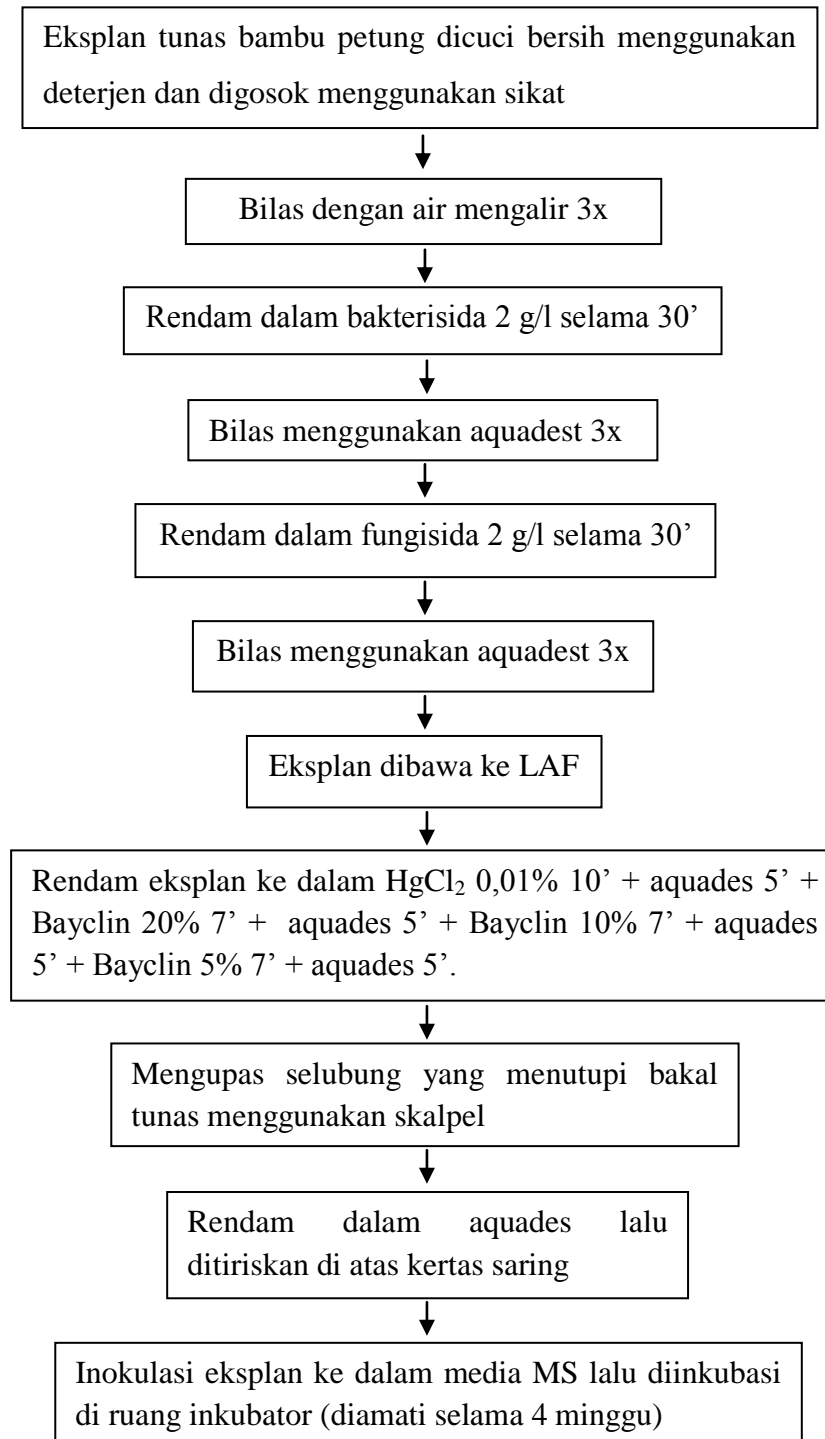 Eksplan tunas bambu petung dicuci bersih menggunakan
deterjen dan digosok menggunakan sikat
Bilas dengan air mengalir 3x
Rendam dalam bakterisida 2 g/l selama 30’
Bilas menggunakan aquadest 3x
Rendam dalam fungisida 2 g/l selama 30’
Bilas menggunakan aquadest 3x
Eksplan dibawa ke LAF
Rendam eksplan ke dalam HgCl₂ 0,01% 10’ + aquades 5’ +
Bayclin 20% 7’ + aquades 5’ + Bayclin 10% 7’ + aquades
5’ + Bayclin 5% 7’ + aquades 5’.
Mengupas selubung yang menutupi bakal
tunas menggunakan skalpel
Rendam dalam aquades lalu
ditiriskan di atas kertas saring
Inokulasi eksplan ke dalam media MS lalu diinkubasi
di ruang inkubator (diamati selama 4 minggu)